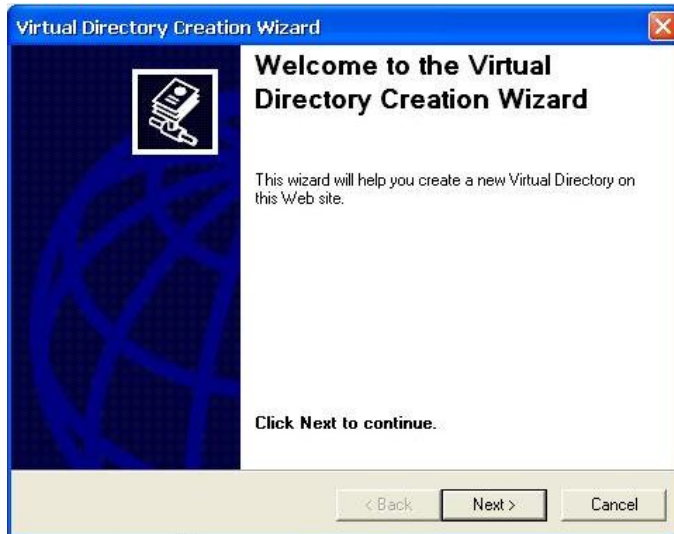 Virtual Directory Creation Wizard
Welcome to the Virtual
Directory Creation Wizard
This wizard will help you create a new Virtual Directory on
this Web site.
Click Next to continue.
< Back
Next >
Cancel